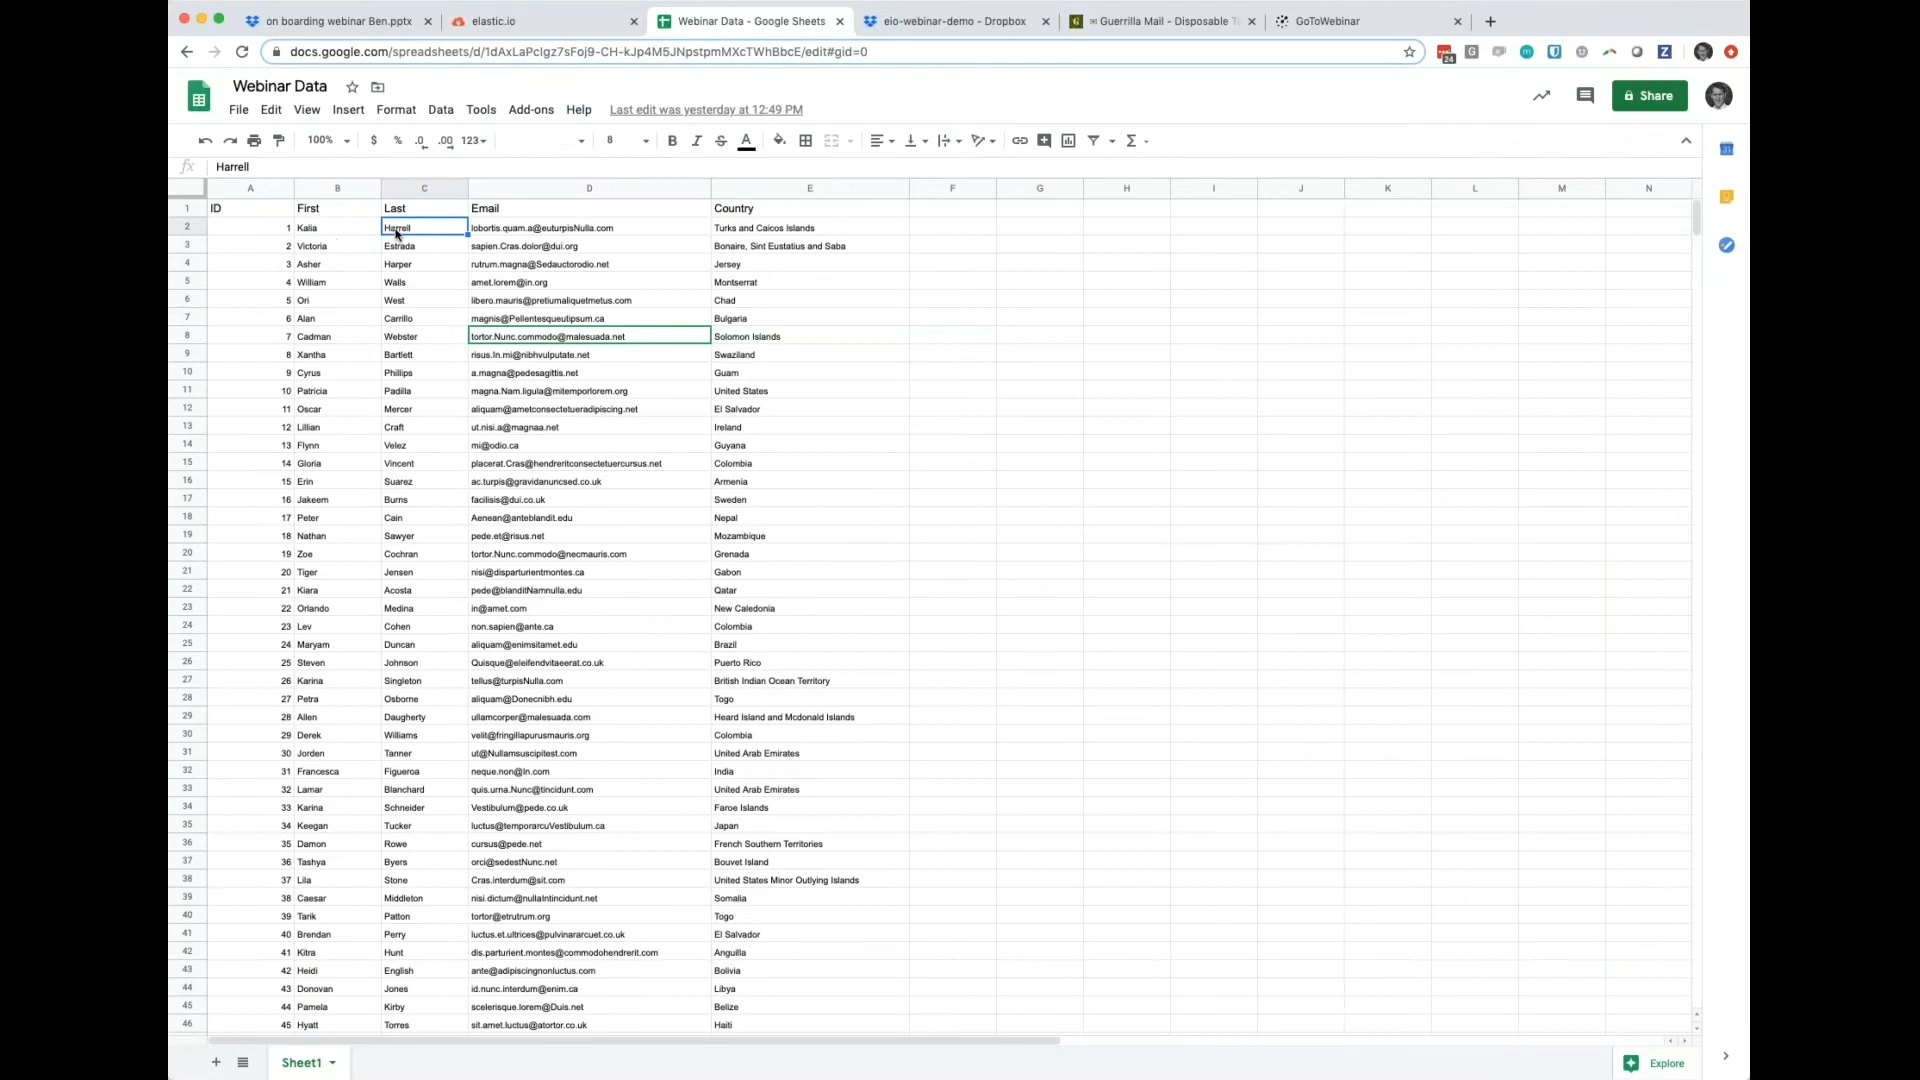 on boarding webinar Ben.pptx elastic.io Webinar Data - Google Sheets eio-webinar-demo - Dropbox Guerrilla Mail - Disposable T GoToWebinar
docs.google.com/spreadsheets/d/1dAxLaPclgz7sFoj9-CH-kJp4M5JNpstpmMXcTWhBbcE/edit#gid=0
24
Webinar Data
File Edit View Insert Format Data Tools Add-ons Help Last edit was yesterday at 12:49 PM
Share
100% $ % .0 .00 123 8 B I S A Σ
fx Harrell
A B C D E F G H I J K L M N
1 ID First Last Email Country
2 1 Kalia Harrell lobortis.quam.a@euturpisNulla.com Turks and Caicos Islands
3 2 Victoria Estrada sapien.Cras.dolor@dui.org Bonaire, Sint Eustatius and Saba
4 3 Asher Harper rutrum.magna@Sedauctorodio.net Jersey
5 4 William Walls amet.lorem@in.org Montserrat
6 5 Ori West libero.mauris@pretiumaliquetmetus.com Chad
7 6 Alan Carrillo magnis@Pellentesqueutipsum.ca Bulgaria
8 7 Cadman Webster tortor.Nunc.commodo@malesuada.net Solomon Islands
9 8 Xantha Bartlett risus.In.mi@nibhvulputate.net Swaziland
10 9 Cyrus Phillips a.magna@pedesagittis.net Guam
11 10 Patricia Padilla magna.Nam.ligula@mitemporlorem.org United States
12 11 Oscar Mercer aliquam@ametconsectetueradipiscing.net El Salvador
13 12 Lillian Craft ut.nisi.a@magnaa.net Ireland
14 13 Flynn Velez mi@odio.ca Guyana
15 14 Gloria Vincent placerat.Cras@hendreritconsectetuercursus.net Colombia
16 15 Erin Suarez ac.turpis@gravidanuncsed.co.uk Armenia
17 16 Jakeem Burns facilisis@dui.co.uk Sweden
18 17 Peter Cain Aenean@anteblandit.edu Nepal
19 18 Nathan Sawyer pede.et@risus.net Mozambique
20 19 Zoe Cochran tortor.Nunc.commodo@necmauris.com Grenada
21 20 Tiger Jensen nisi@disparturientmontes.ca Gabon
22 21 Kiara Acosta pede@blanditNamnulla.edu Qatar
23 22 Orlando Medina in@amet.com New Caledonia
24 23 Lev Cohen non.sapien@ante.ca Colombia
25 24 Maryam Duncan aliquam@enimsitamet.edu Brazil
26 25 Steven Johnson Quisque@eleifendvitaeerat.co.uk Puerto Rico
27 26 Karina Singleton tellus@turpisNulla.com British Indian Ocean Territory
28 27 Petra Osborne aliquam@Donecnibh.edu Togo
29 28 Allen Daugherty ullamcorper@malesuada.com Heard Island and Mcdonald Islands
30 29 Derek Williams velit@fringillapurusmauris.org Colombia
31 30 Jorden Tanner ut@Nullamsuscipitest.com United Arab Emirates
32 31 Francesca Figueroa neque.non@In.com India
33 32 Lamar Blanchard quis.urna.Nunc@tincidunt.com United Arab Emirates
34 33 Karina Schneider Vestibulum@pede.co.uk Faroe Islands
35 34 Keegan Tucker luctus@temporarcuVestibulum.ca Japan
36 35 Damon Rowe cursus@pede.net French Southern Territories
37 36 Tashya Byers orci@sedestNunc.net Bouvet Island
38 37 Lila Stone Cras.interdum@sit.com United States Minor Outlying Islands
39 38 Caesar Middleton nisi.dictum@nullaIntincidunt.net Somalia
40 39 Tarik Patton tortor@etrutrum.org Togo
41 40 Brendan Perry luctus.et.ultrices@pulvinararcuet.co.uk El Salvador
42 41 Kitra Hunt dis.parturient.montes@commodohendrerit.com Anguilla
43 42 Heidi English ante@adipiscingnonluctus.com Bolivia
44 43 Donovan Jones id.nunc.interdum@enim.ca Libya
45 44 Pamela Kirby scelerisque.lorem@Duis.net Belize
46 45 Hyatt Torres sit.amet.luctus@atortor.co.uk Haiti
Sheet1 Explore